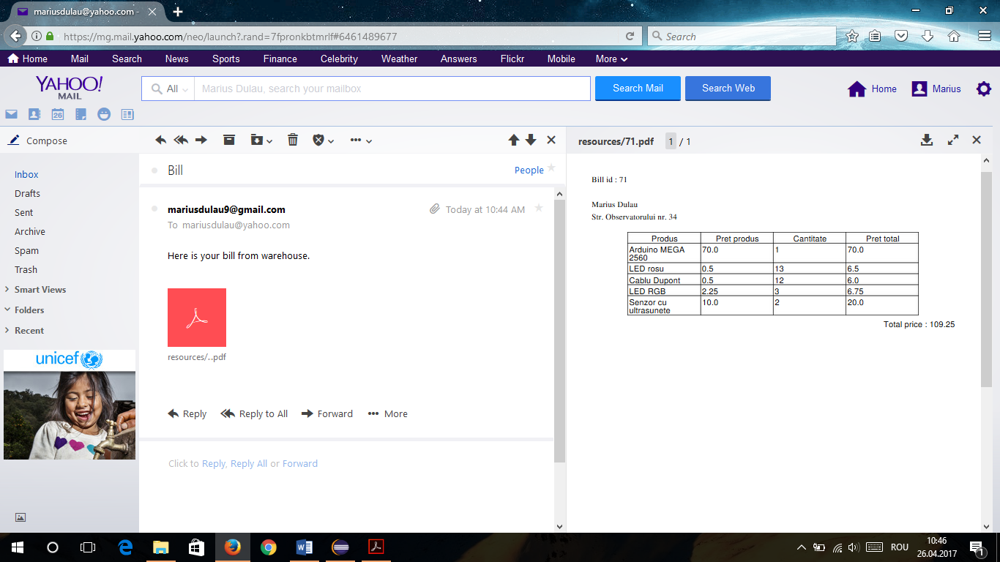 mariusdulau@yahoo.com -
https://mg.mail.yahoo.com/neo/launch?.rand=7fpronkbtmrlf#6461489677
Search
Home Mail Search News Sports Finance Celebrity Weather Answers Flickr Mobile More
YAHOO!
MAIL
All Marius Dulau, search your mailbox Search Mail Search Web Home Marius
26
Compose
Inbox
Drafts
Sent
Archive
Spam
Trash
Smart Views
Folders
Recent
unicef
Bill People
mariusdulau9@gmail.com Today at 10:44 AM
To mariusdulau@yahoo.com
Here is your bill from warehouse.
resources/..pdf
Reply Reply to All Forward More
Click to Reply, Reply All or Forward
resources/71.pdf 1 / 1
Bill id : 71
Marius Dulau
Str. Observatorului nr. 34
Produs Pret produs Cantitate Pret total
Arduino MEGA 70.0 1 70.0
2560
LED rosu 0.5 13 6.5
Cablu Dupont 0.5 12 6.0
LED RGB 2.25 3 6.75
Senzor cu 10.0 2 20.0
ultrasunete
Total price : 109.25
ROU 10:46
26.04.2017
1